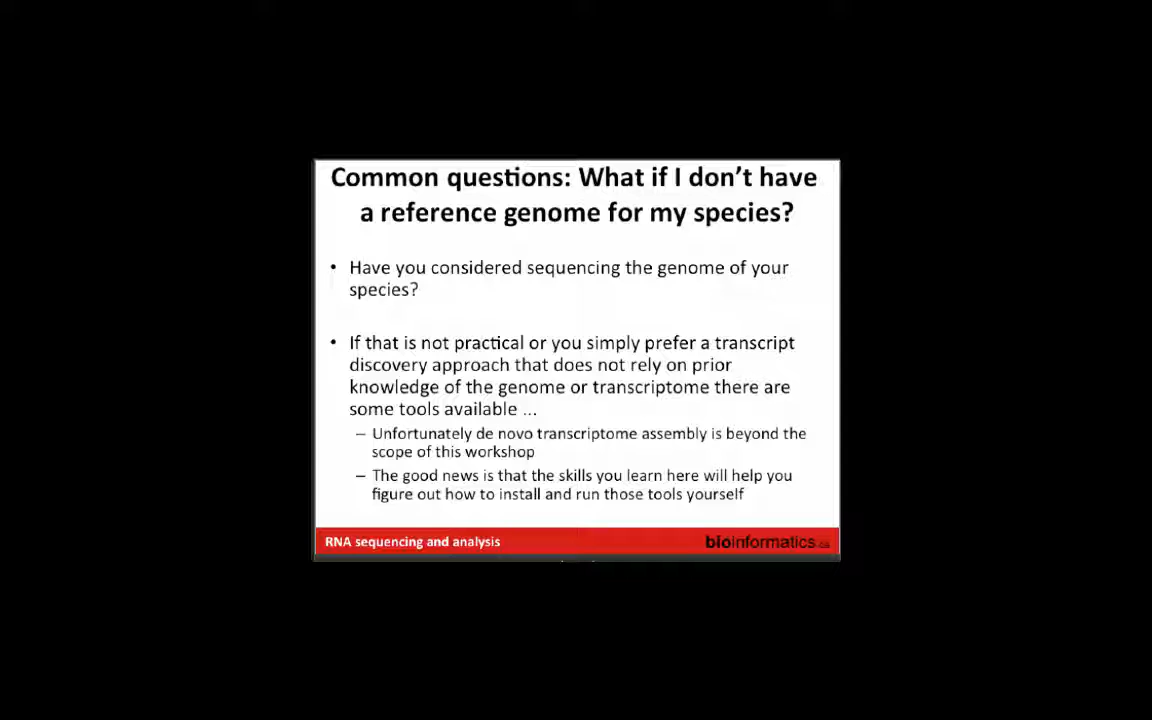 Common questions: What if I don't have
a reference genome for my species?
• Have you considered sequencing the genome of your
species?
• If that is not practical or you simply prefer a transcript
discovery approach that does not rely on prior
knowledge of the genome or transcriptome there are
some tools available ...
– Unfortunately de novo transcriptome assembly is beyond the
scope of this workshop
– The good news is that the skills you learn here will help you
figure out how to install and run those tools yourself
RNA sequencing and analysis
bioinformatics.ca